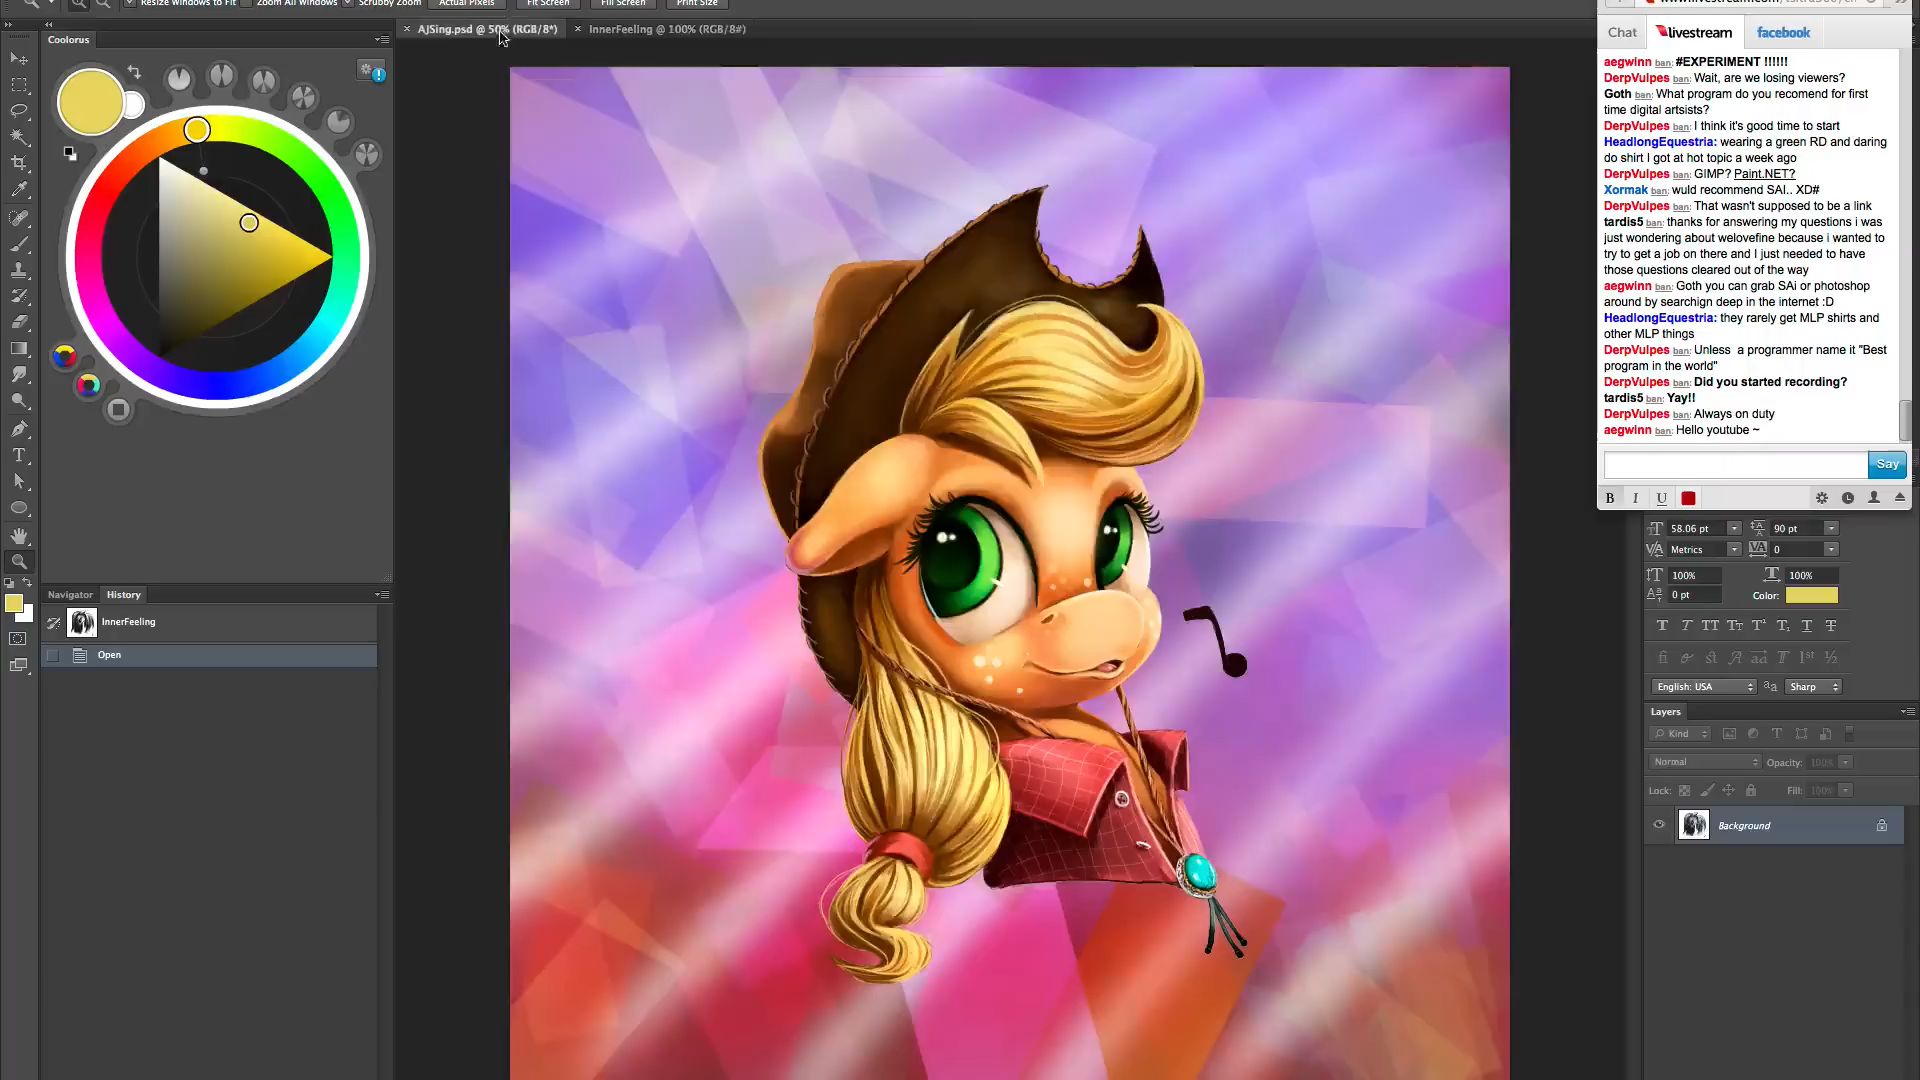 Resize Windows to Fit
Zoom All Windows
Scrubby Zoom
Actual Pixels
Fit Screen
Fill Screen
Print Size
Coolorus
AJSing.psd @ 50% (RGB/8*)
InnerFeeling @ 100% (RGB/8#)
Navigator
History
InnerFeeling
Open
Chat
livestream
facebook
aegwinn ban: #EXPERIMENT !!!!!!
DerpVulpes ban: Wait, are we losing viewers?
Goth ban: What program do you recomend for first
time digital artsists?
DerpVulpes ban: I think it's good time to start
HeadlongEquestria: wearing a green RD and daring
do shirt I got at hot topic a week ago
DerpVulpes ban: GIMP? Paint.NET?
Xormak ban: wuld recommend SAI.. XD#
DerpVulpes ban: That wasn't supposed to be a link
tardis5 ban: thanks for answering my questions i was
just wondering about welovefine because i wanted to
try to get a job on there and I just needed to have
those questions cleared out of the way
aegwinn ban: Goth you can grab SAi or photoshop
around by searchign deep in the internet :D
HeadlongEquestria: they rarely get MLP shirts and
other MLP things
DerpVulpes ban: Unless a programmer name it "Best
program in the world"
DerpVulpes ban: Did you started recording?
tardis5 ban: Yay!!
DerpVulpes ban: Always on duty
aegwinn ban: Hello youtube ~
Say
B I U
58.06 pt
90 pt
Metrics
0
100%
100%
0 pt
Color:
English: USA
Sharp
Layers
Kind
Normal
Opacity: 100%
Lock:
Fill: 100%
Background